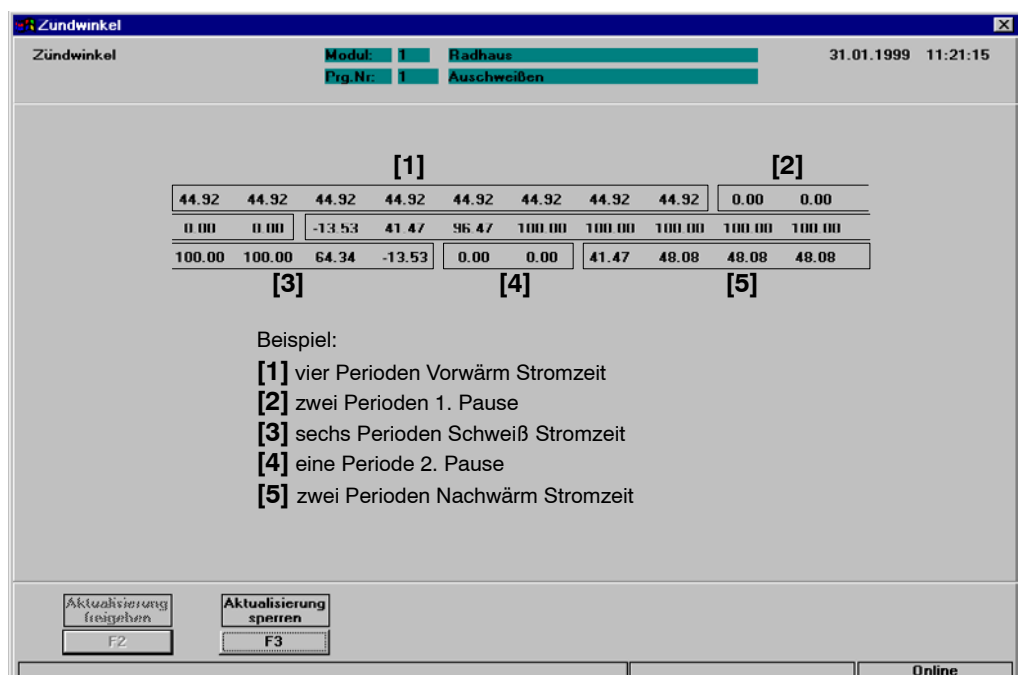 Zündwinkel
Zündwinkel Modul: 1 Radhaus 31.01.1999 11:21:15
Prg.Nr: 1 Auschweißen
[1] [2]
44.92 44.92 44.92 44.92 44.92 44.92 44.92 44.92 0.00 0.00
0.00 0.00 -13.53 41.47 96.47 100.00 100.00 100.00 100.00 100.00
100.00 100.00 64.34 -13.53 0.00 0.00 41.47 48.08 48.08 48.08
[3] [4] [5]
Beispiel:
[1] vier Perioden Vorwärm Stromzeit
[2] zwei Perioden 1. Pause
[3] sechs Perioden Schweiß Stromzeit
[4] eine Periode 2. Pause
[5] zwei Perioden Nachwärm Stromzeit
Aktualisierung Aktualisierung
freigeben sperren
F2 F3
Online